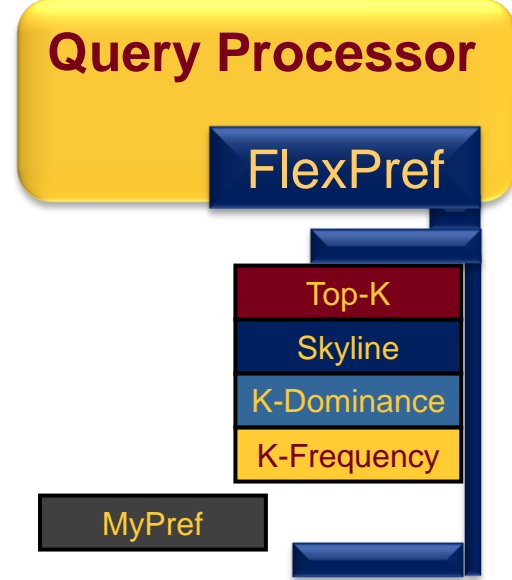 Query Processor
FlexPref
Top-K
Skyline
K-Dominance
K-Frequency
MyPref